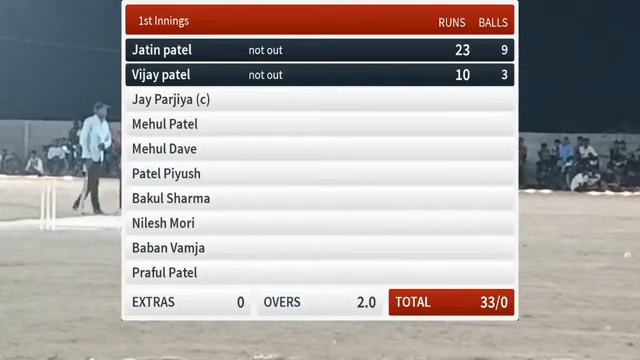 1st Innings RUNS BALLS
Jatin patel not out 23 9
Vijay patel not out 10 3
Jay Parjiya (c)
Mehul Patel
Mehul Dave
Patel Piyush
Bakul Sharma
Nilesh Mori
Baban Vamja
Praful Patel
EXTRAS 0 OVERS 2.0 TOTAL 33/0